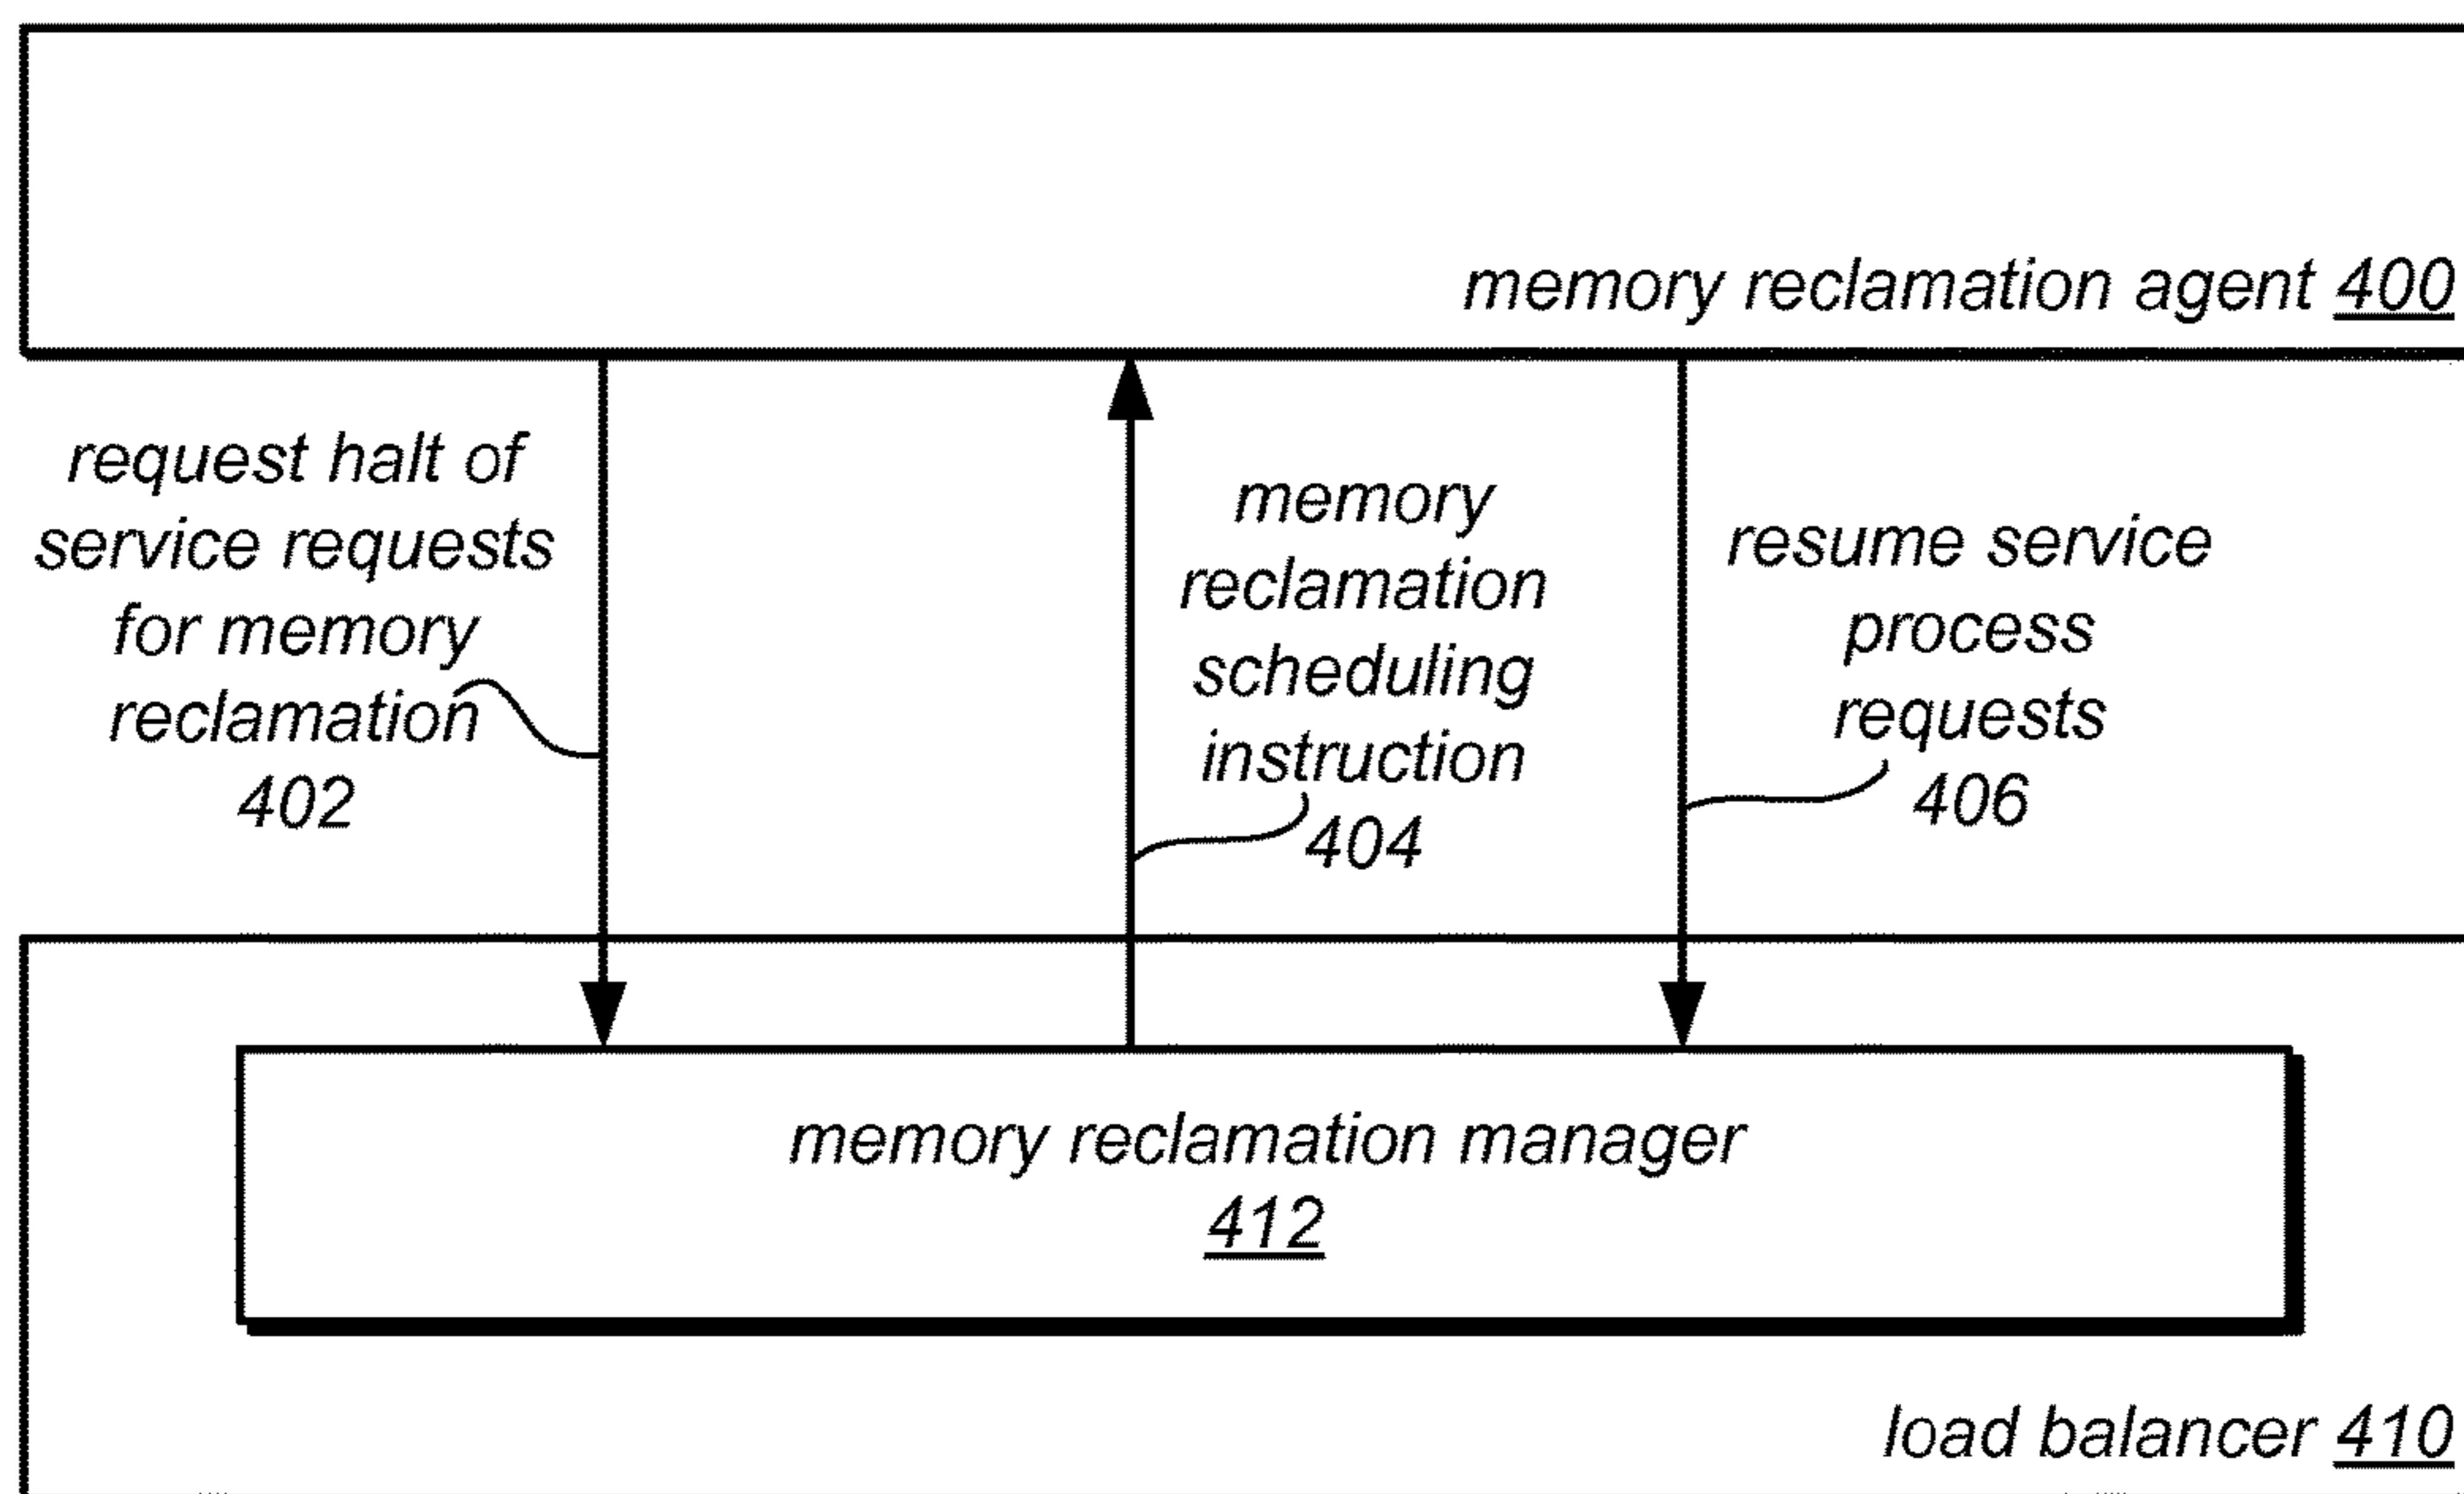 memory reclamation agent 400
request halt of
service requests
for memory
reclamation
402
memory
reclamation
scheduling
instruction
404
resume service
process
requests
406
memory reclamation manager
412
load balancer 410